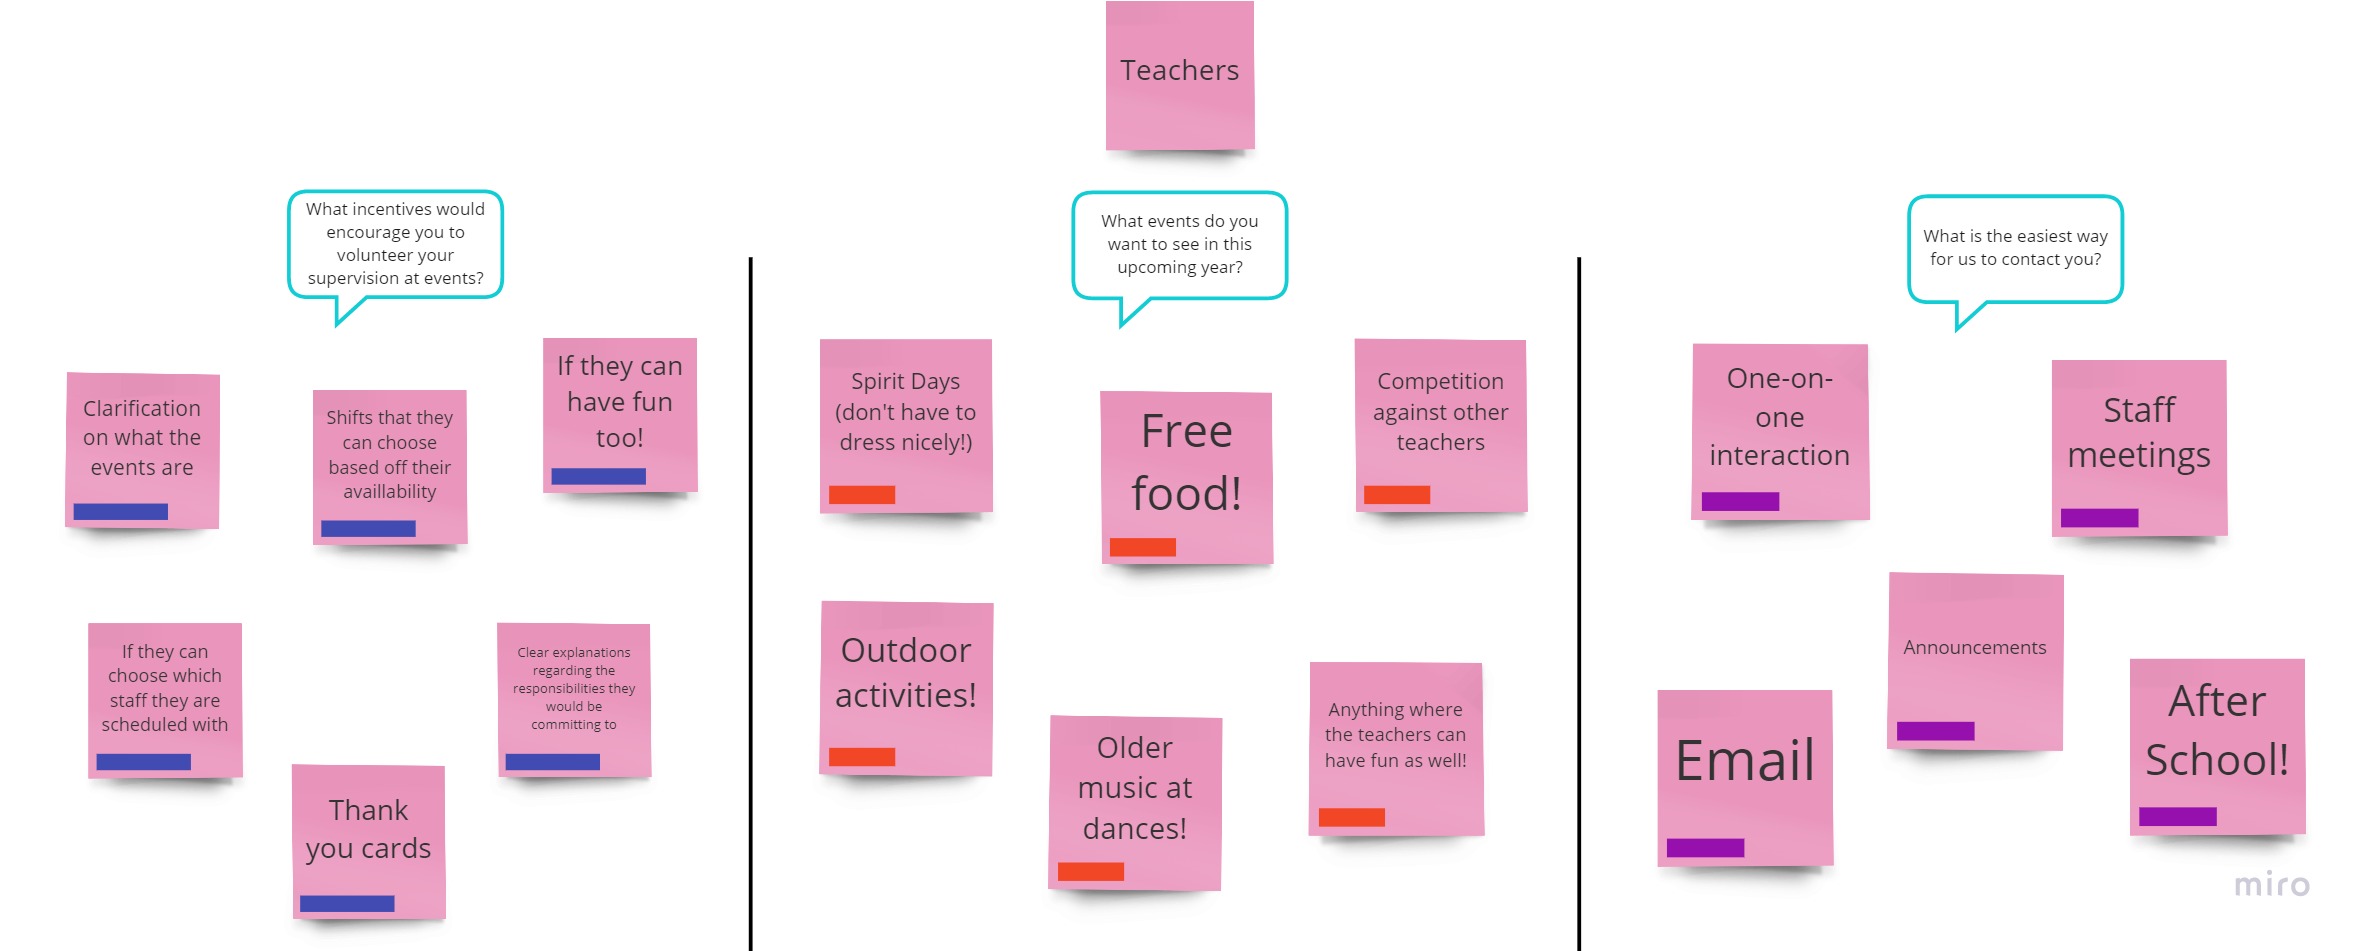 Teachers
What incentives would
encourage you to
volunteer your
supervision at events?
Clarification
on what the
events are
Shifts that they
can choose
based off their
availlability
If they can
have fun
too!
If they can
choose which
staff they are
scheduled with
Clear explanations
regarding the
responsibilities they
would be
committing to
Thank
you cards
What events do you
want to see in this
upcoming year?
Spirit Days
(don't have to
dress nicely!)
Free
food!
Competition
against other
teachers
Outdoor
activities!
Older
music at
dances!
Anything where
the teachers can
have fun as well!
What is the easiest way
for us to contact you?
One-on-
one
interaction
Staff
meetings
Announcements
Email
After
School!
miro